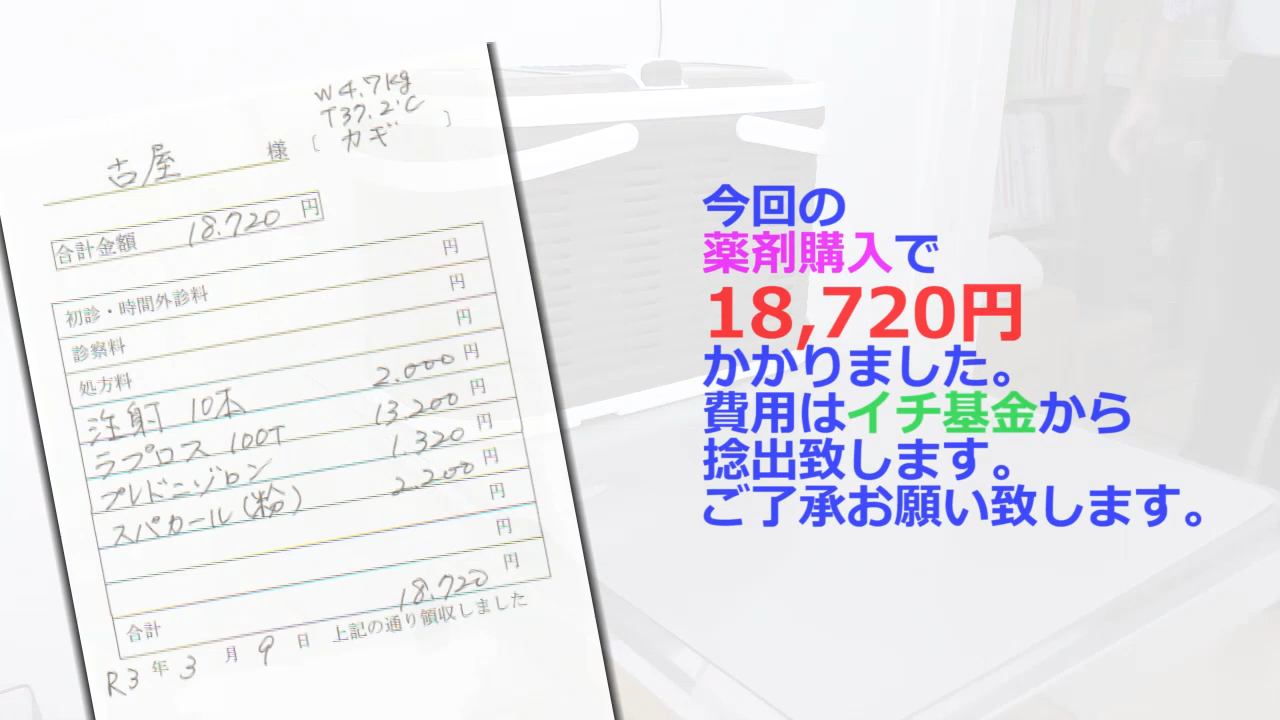 W4.7kg
T37.2℃
古屋 様 〔 カギ 〕
合計金額 18.720 円
円
初診・時間外診料 円
診察料 円
処方料 2.000 円
注射 10本 13.200 円
ラプロス 100T 1.320 円
プレドニゾロン 2.200 円
スパカール(粉) 円
円
合計 18.720 円
R3 年 3 月 9 日 上記の通り領収しました
今回の
薬剤購入で
18,720円
かかりました。
費用はイチ基金から
捻出致します。
ご了承お願い致します。